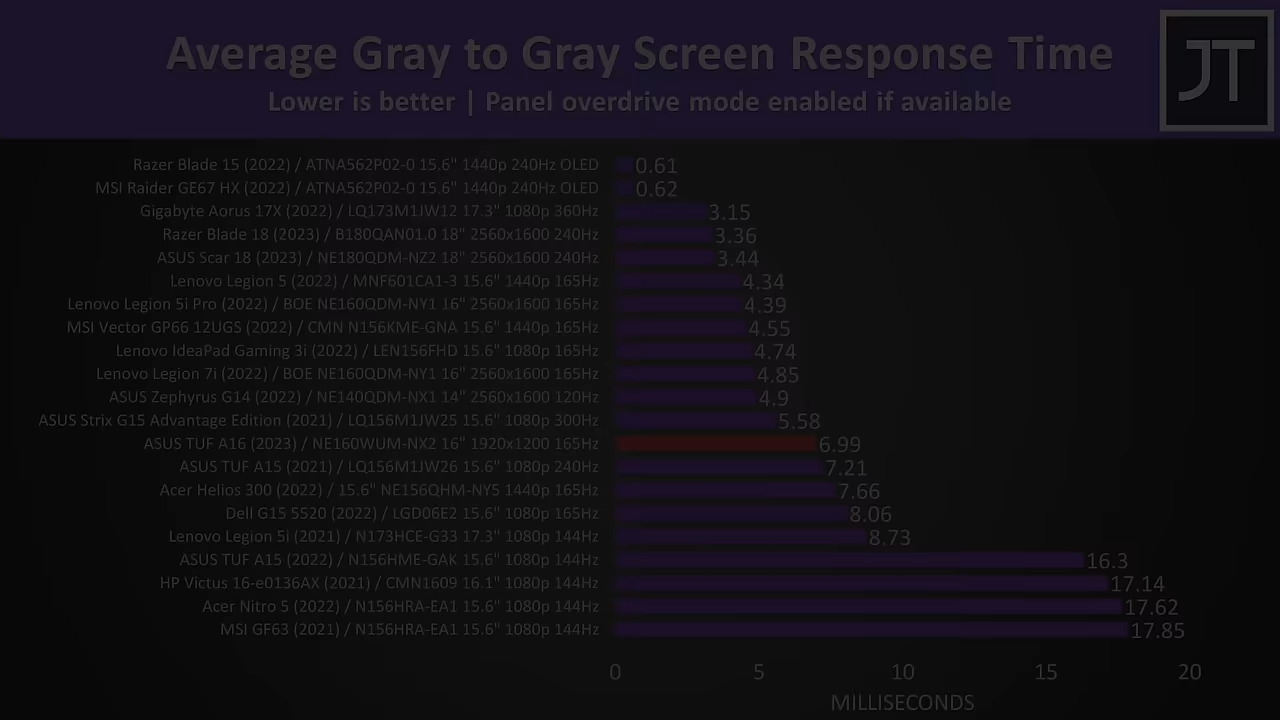 Average Gray to Gray Screen Response Time
JT
Lower is better | Panel overdrive mode enabled if available
Razer Blade 15 (2022) / ATNA562P02-0 15.6" 1440p 240Hz OLED 0.61
MSI Raider GE67 HX (2022) / ATNA562P02-0 15.6" 1440p 240Hz OLED 0.62
Gigabyte Aorus 17X (2022) / LQ173M1JW12 17.3" 1080p 360Hz 3.15
Razer Blade 18 (2023) / B180QAN01.0 18" 2560x1600 240Hz 3.36
ASUS Scar 18 (2023) / NE180QDM-NZ2 18" 2560x1600 240Hz 3.44
Lenovo Legion 5 (2022) / MNF601CA1-3 15.6" 1440p 165Hz 4.34
Lenovo Legion 5i Pro (2022) / BOE NE160QDM-NY1 16" 2560x1600 165Hz 4.39
MSI Vector GP66 12UGS (2022) / CMN N156KME-GNA 15.6" 1440p 165Hz 4.55
Lenovo IdeaPad Gaming 3i (2022) / LEN156FHD 15.6" 1080p 165Hz 4.74
Lenovo Legion 7i (2022) / BOE NE160QDM-NY1 16" 2560x1600 165Hz 4.85
ASUS Zephyrus G14 (2022) / NE140QDM-NX1 14" 2560x1600 120Hz 4.9
ASUS Strix G15 Advantage Edition (2021) / LQ156M1JW25 15.6" 1080p 300Hz 5.58
ASUS TUF A16 (2023) / NE160WUM-NX2 16" 1920x1200 165Hz 6.99
ASUS TUF A15 (2021) / LQ156M1JW26 15.6" 1080p 240Hz 7.21
Acer Helios 300 (2022) / 15.6" NE156QHM-NY5 1440p 165Hz 7.66
Dell G15 5520 (2022) / LGD06E2 15.6" 1080p 165Hz 8.06
Lenovo Legion 5i (2021) / N173HCE-G33 17.3" 1080p 144Hz 8.73
ASUS TUF A15 (2022) / N156HME-GAK 15.6" 1080p 144Hz 16.3
HP Victus 16-e0136AX (2021) / CMN1609 16.1" 1080p 144Hz 17.14
Acer Nitro 5 (2022) / N156HRA-EA1 15.6" 1080p 144Hz 17.62
MSI GF63 (2021) / N156HRA-EA1 15.6" 1080p 144Hz 17.85
0 5 10 15 20
MILLISECONDS